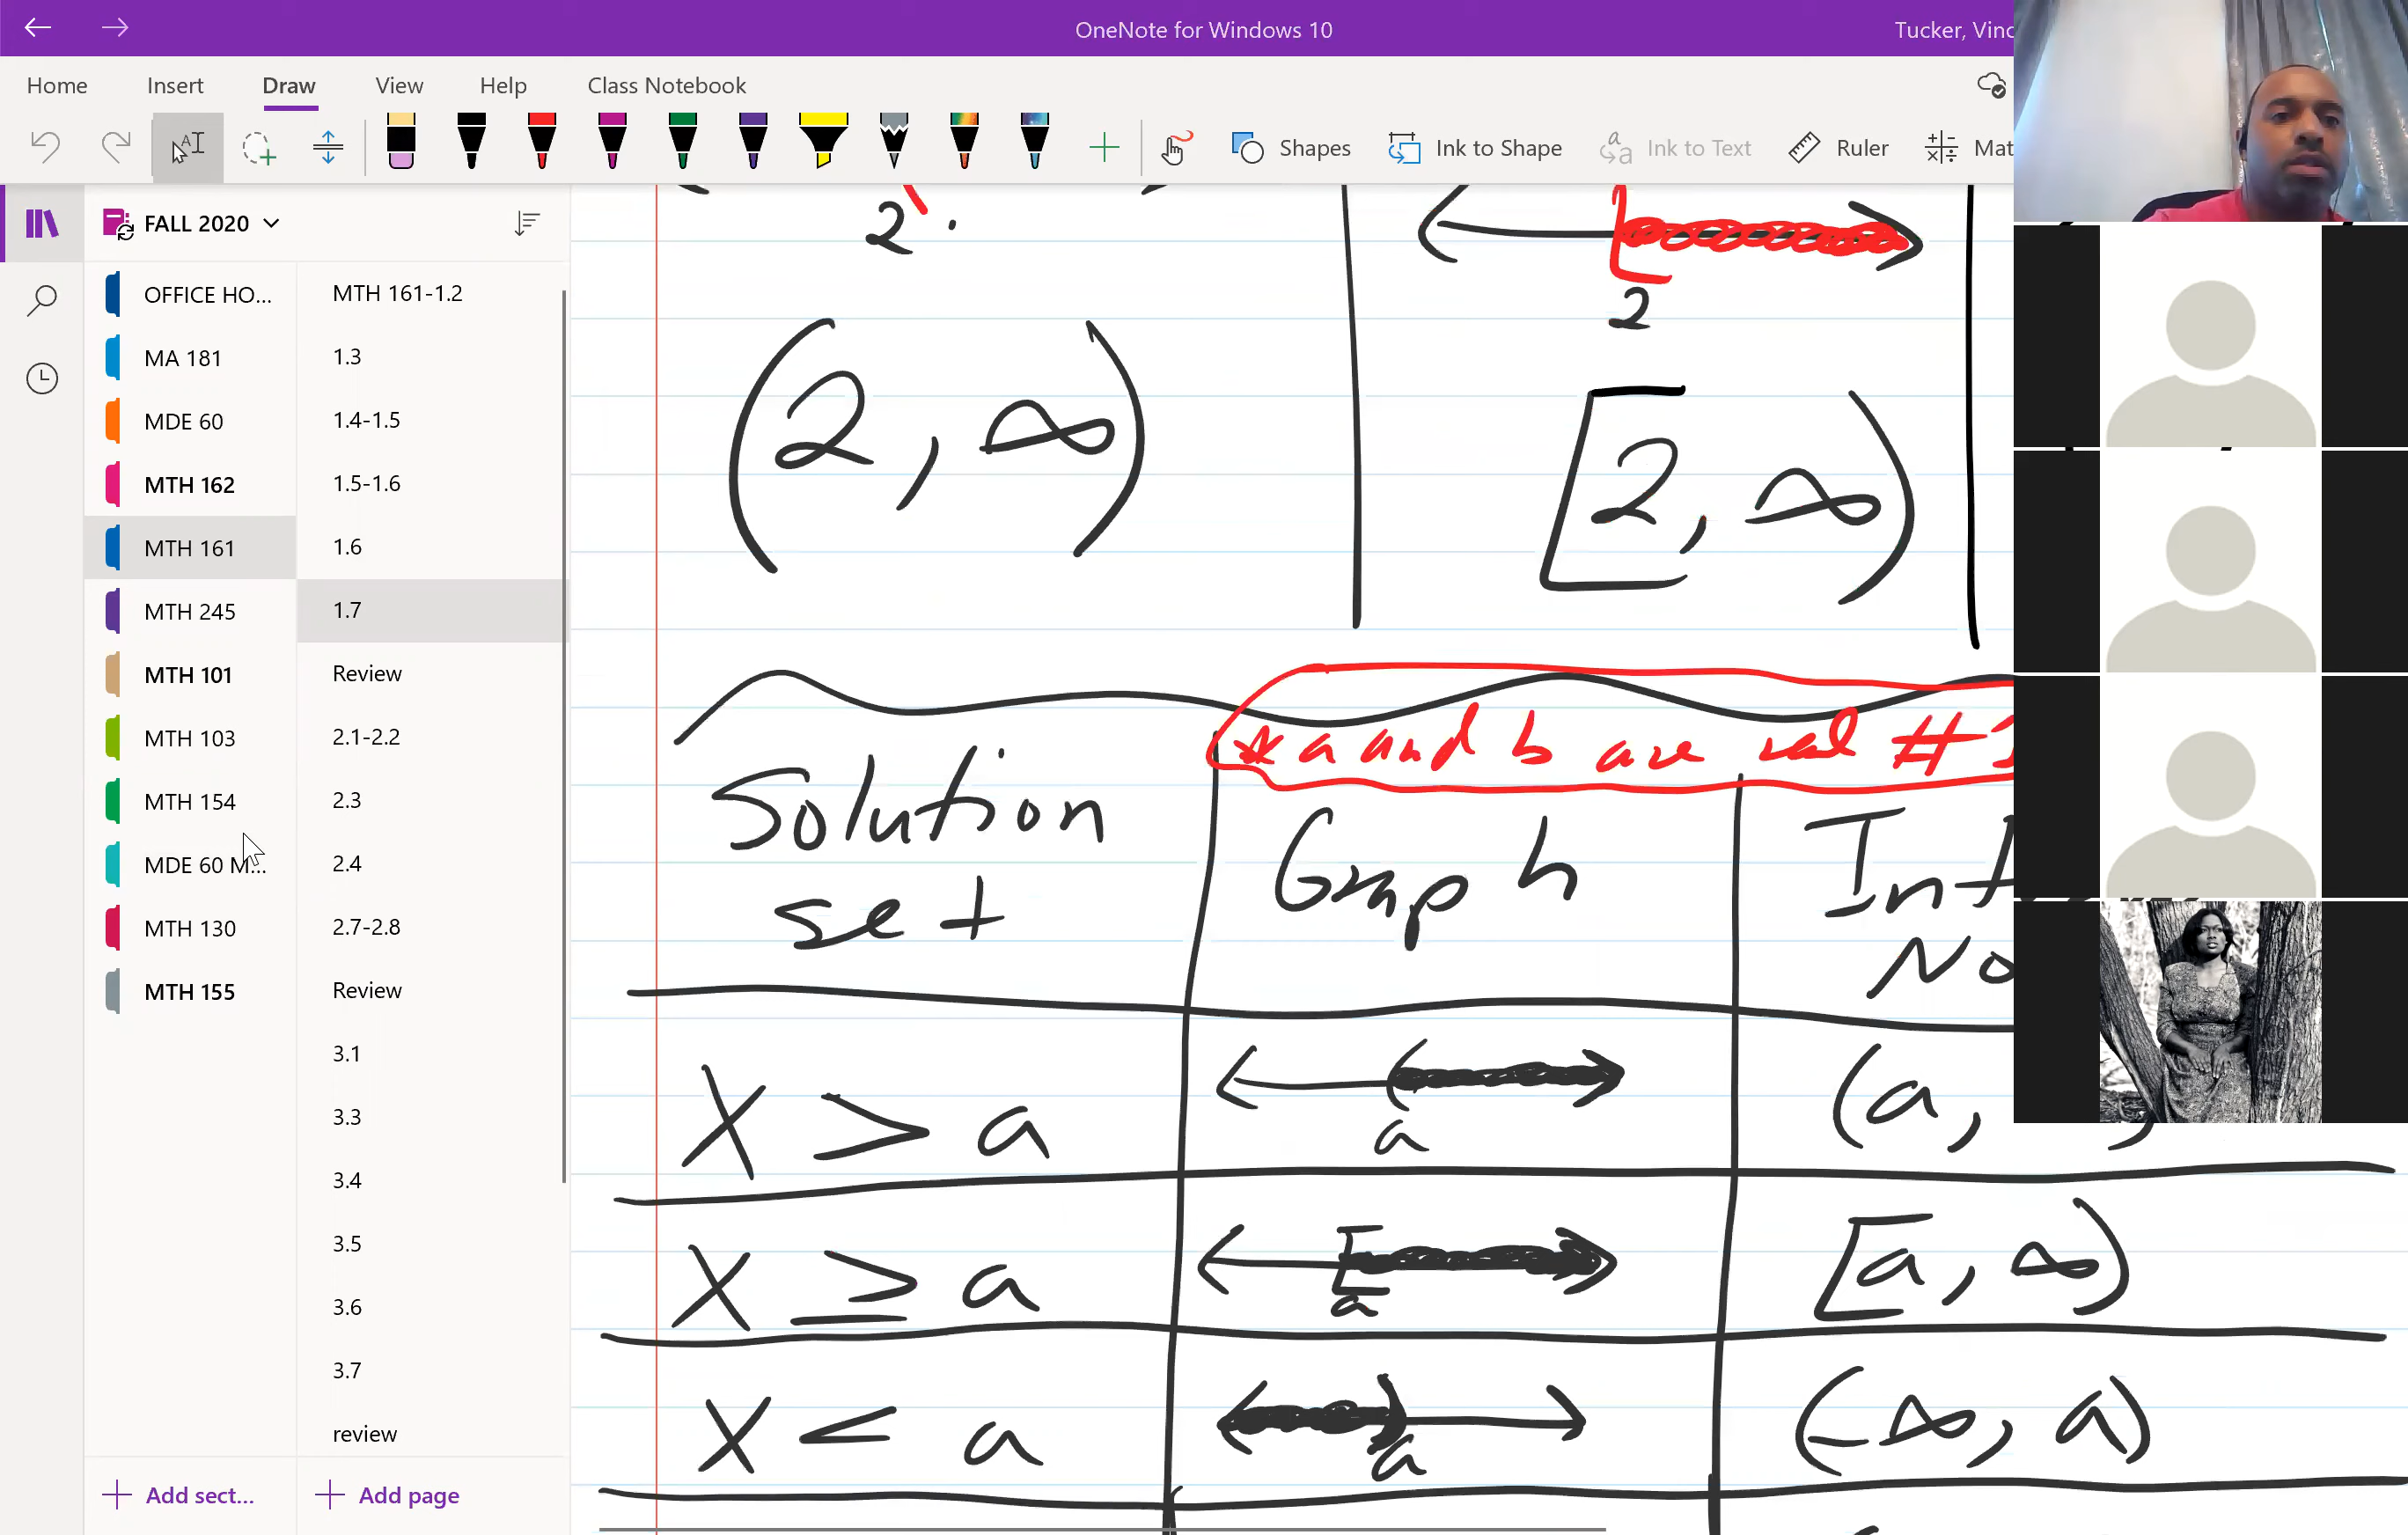 OneNote for Windows 10
Tucker, Vinc
Home Insert Draw View Help Class Notebook
Shapes Ink to Shape Ink to Text Ruler Mat
FALL 2020
OFFICE HO...
MA 181
MDE 60
MTH 162
MTH 161
MTH 245
MTH 101
MTH 103
MTH 154
MDE 60 M...
MTH 130
MTH 155
Add sect...
MTH 161-1.2
1.3
1.4-1.5
1.5-1.6
1.6
1.7
Review
2.1-2.2
2.3
2.4
2.7-2.8
Review
3.1
3.3
3.4
3.5
3.6
3.7
review
Add page
2
2
(2, ∞)
[2, ∞)
* a and b are real #
Solution set
Graph
Int
No
X > a
a
(a,
X ≥ a
a
[a, ∞)
X < a
a
(-∞, a)